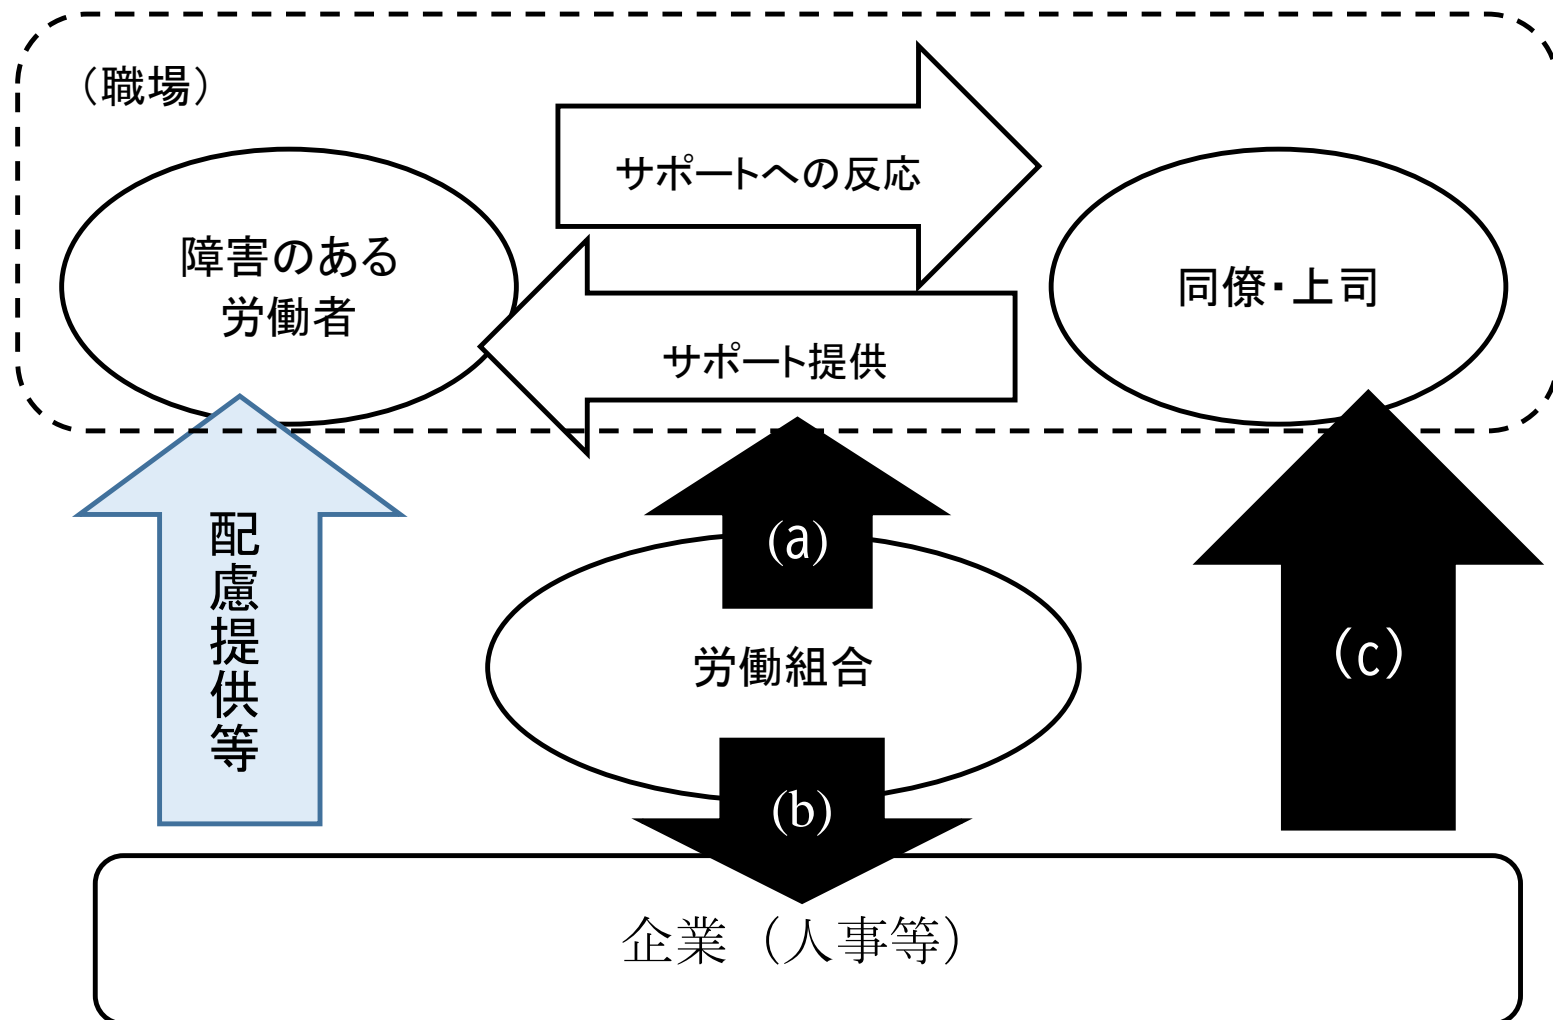 （職場）
サポートへの反応
障害のある
労働者
同僚・上司
サポート提供
配慮提供等
(a)
労働組合
(c)
(b)
企業（人事等）